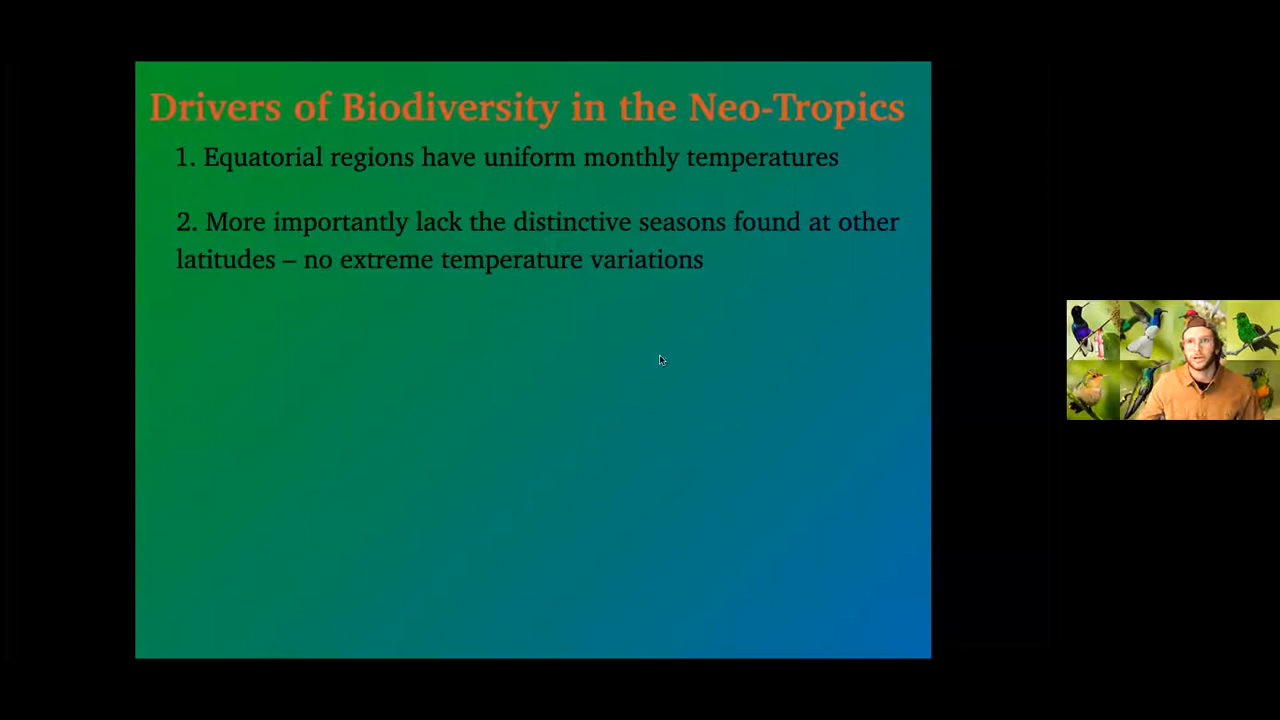 Drivers of Biodiversity in the Neo-Tropics
1. Equatorial regions have uniform monthly temperatures
2. More importantly lack the distinctive seasons found at other
latitudes – no extreme temperature variations